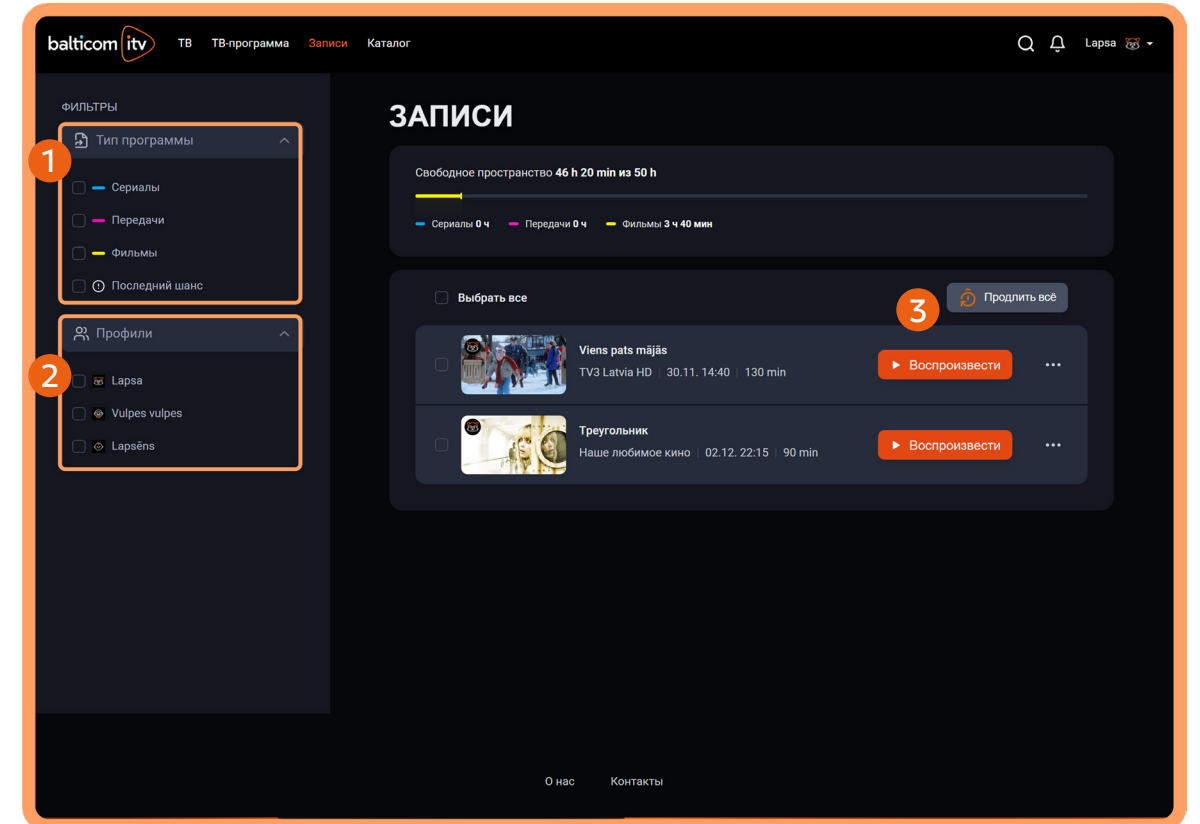 balticom itv ТВ ТВ-программа Записи Каталог Lapsa
ФИЛЬТРЫ
1 Тип программы
Сериалы
Передачи
Фильмы
Последний шанс
2 Профили
Lapsa
Vulpes vulpes
Lapsēns
ЗАПИСИ
Свободное пространство 46 h 20 min из 50 h
Сериалы 0 ч Передачи 0 ч Фильмы 3 ч 40 мин
Выбрать все 3 Продлить всё
Viens pats mājās
TV3 Latvia HD | 30.11. 14:40 | 130 min Воспроизвести
Треугольник
Наше любимое кино | 02.12. 22:15 | 90 min Воспроизвести
О нас Контакты